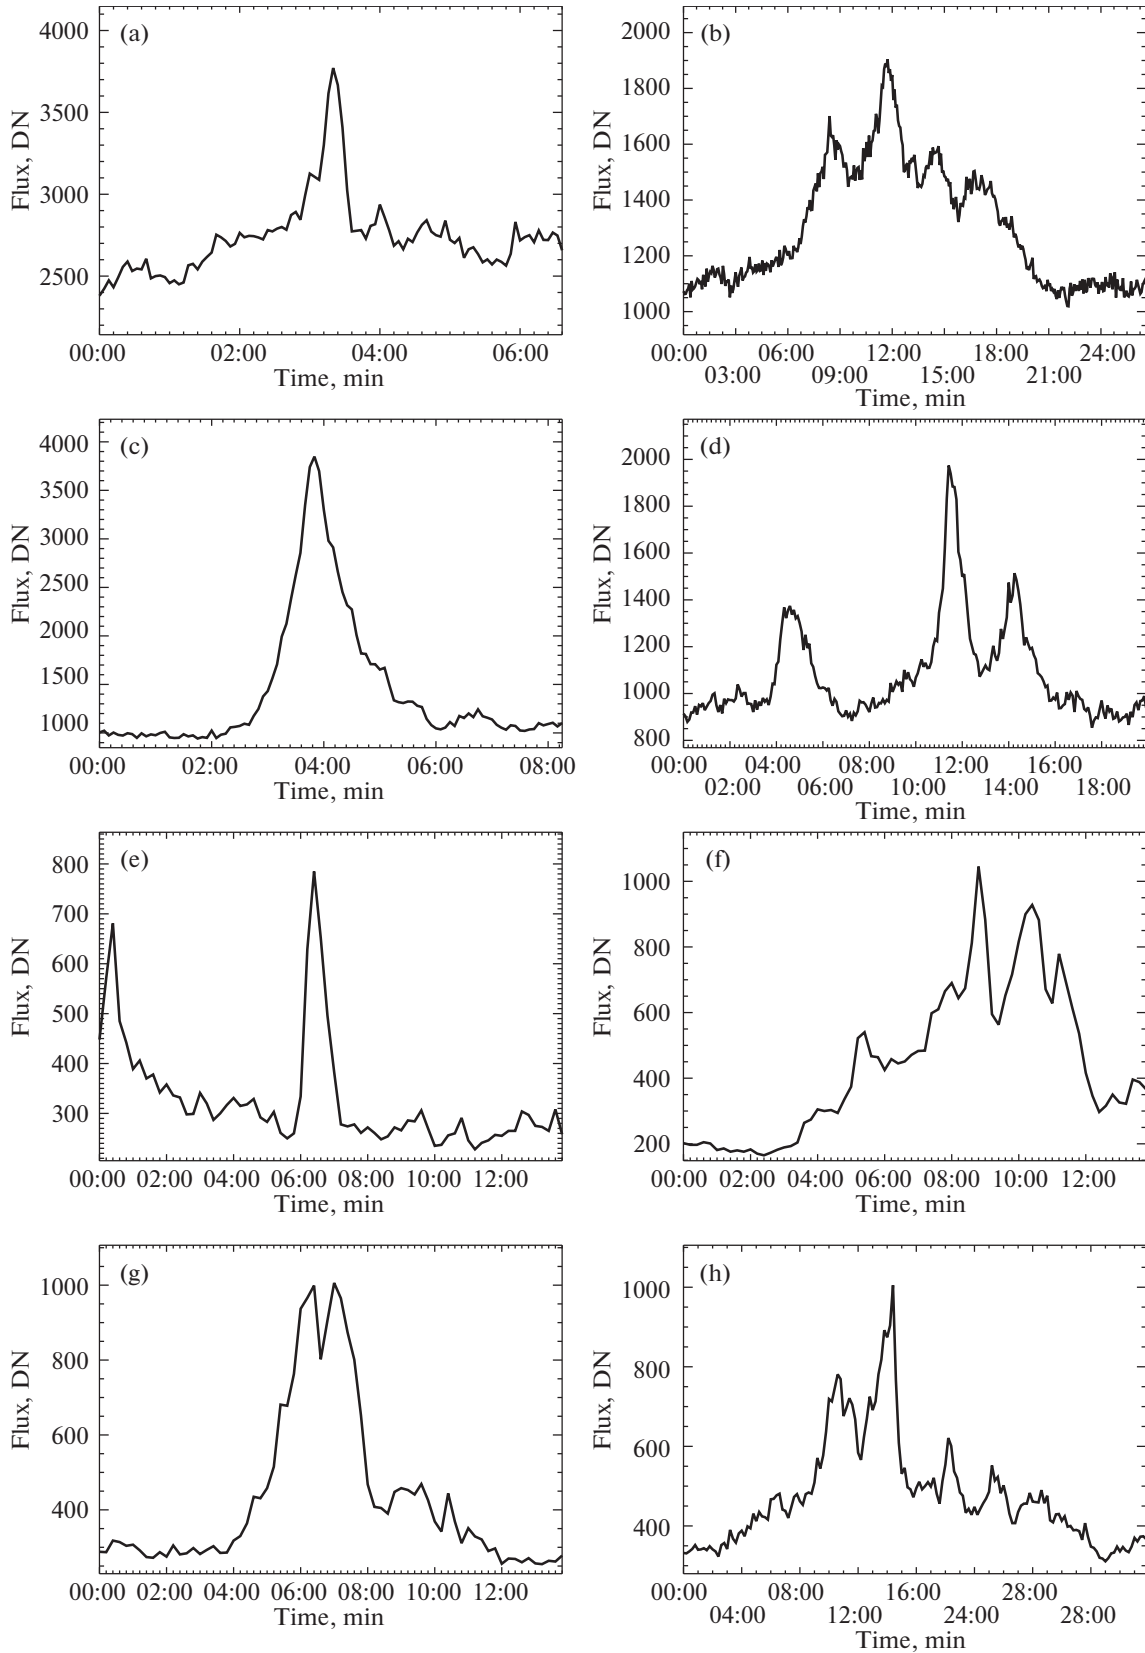 (a)
4000
3500
3000
2500
Flux, DN
00:00 02:00 04:00 06:00
Time, min
(b)
2000
1800
1600
1400
1200
1000
Flux, DN
00:00 06:00 12:00 18:00 24:00
03:00 09:00 15:00 21:00
Time, min
(c)
4000
3500
3000
2500
2000
1500
1000
Flux, DN
00:00 02:00 04:00 06:00 08:00
Time, min
(d)
2000
1800
1600
1400
1200
1000
800
Flux, DN
00:00 04:00 08:00 12:00 16:00
02:00 06:00 10:00 14:00 18:00
Time, min
(e)
800
700
600
500
400
300
Flux, DN
00:00 02:00 04:00 06:00 08:00 10:00 12:00
Time, min
(f)
1000
800
600
400
200
Flux, DN
00:00 02:00 04:00 06:00 08:00 10:00 12:00
Time, min
(g)
1000
800
600
400
Flux, DN
00:00 02:00 04:00 06:00 08:00 10:00 12:00
Time, min
(h)
1000
800
600
400
Flux, DN
00:00 08:00 16:00 28:00
04:00 12:00 24:00 28:00
Time, min